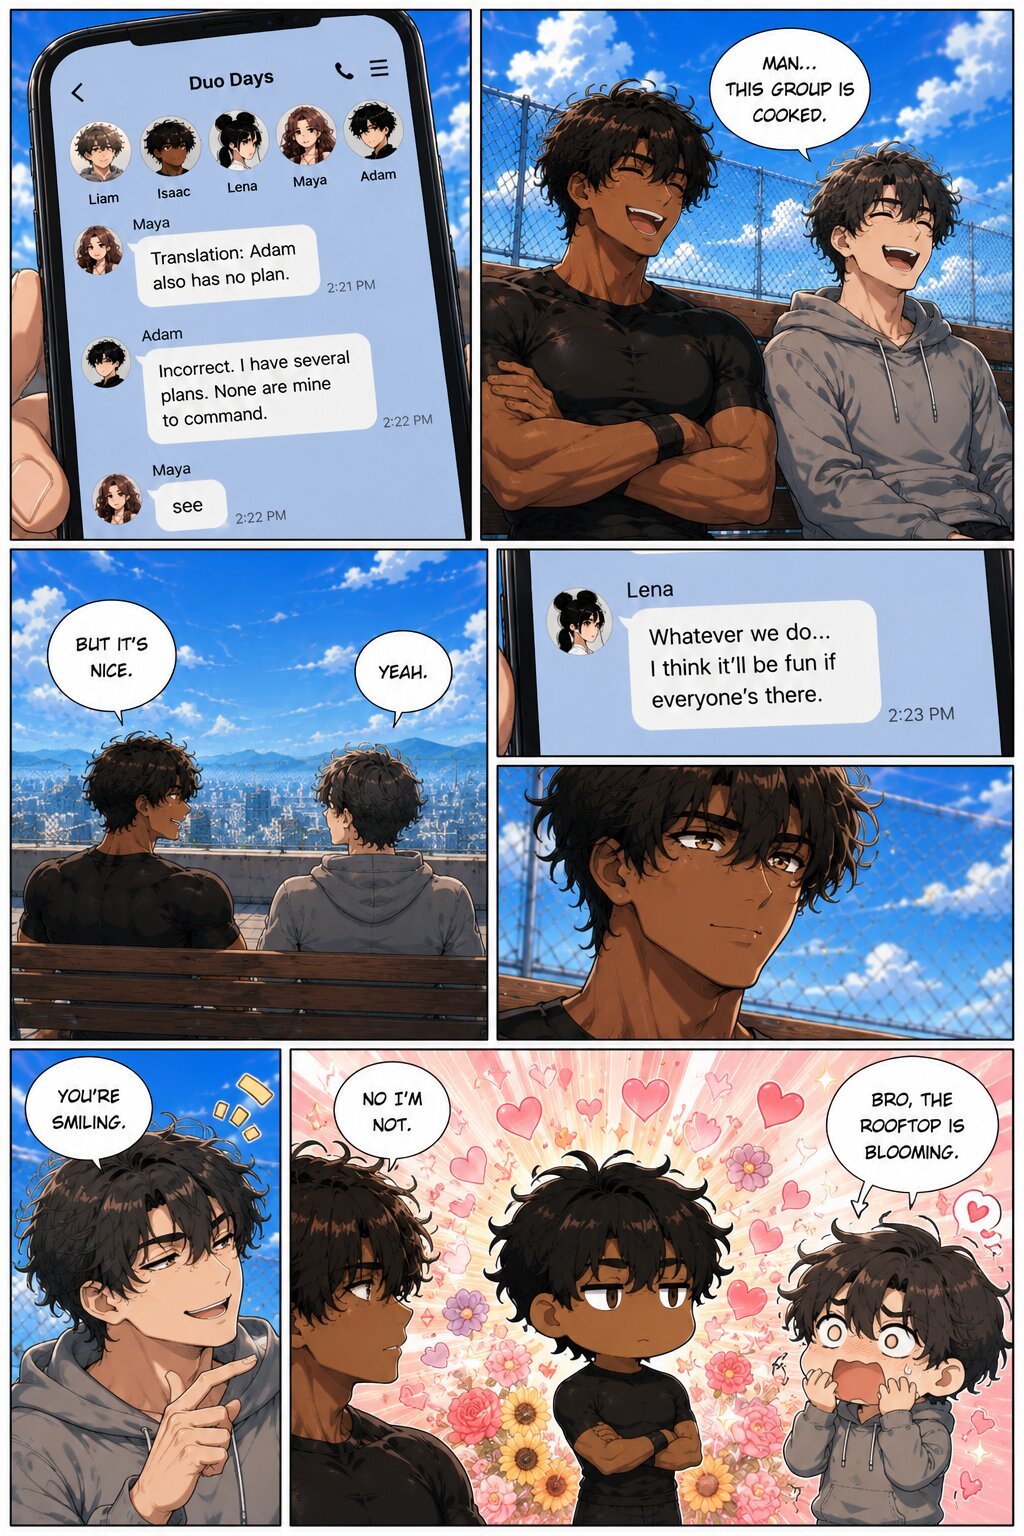 Duo Days
Liam
Isaac
Lena
Maya
Adam
Maya
Translation: Adam
also has no plan.
2:21 PM
Adam
Incorrect. I have several
plans. None are mine
to command.
2:22 PM
Maya
see
2:22 PM
MAN...
THIS GROUP IS
COOKED.
BUT IT'S
NICE.
YEAH.
Lena
Whatever we do...
I think it'll be fun if
everyone's there.
2:23 PM
YOU'RE
SMILING.
NO I'M
NOT.
BRO, THE
ROOFTOP IS
BLOOMING.